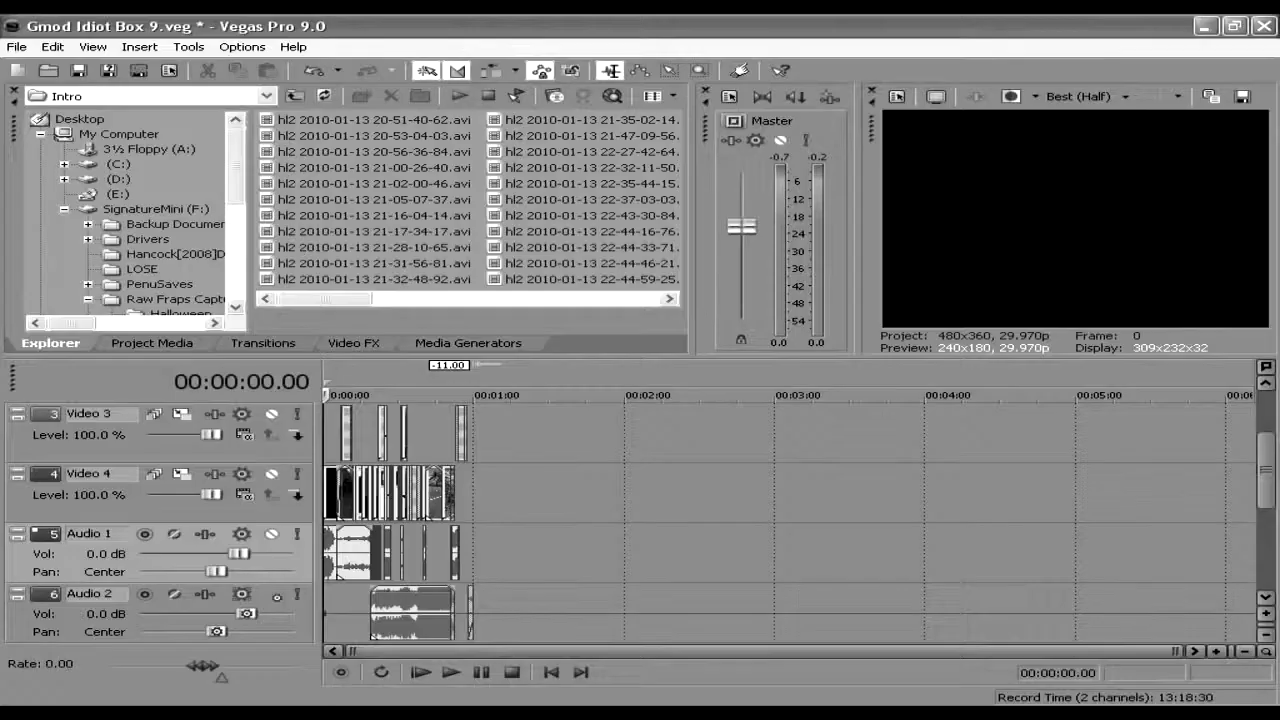 Gmod Idiot Box 9.veg * - Vegas Pro 9.0
File Edit View Insert Tools Options Help
Intro
Best (Half)
Desktop
My Computer
3½ Floppy (A:)
(C:)
(D:)
(E:)
SignatureMini (F:)
Backup Documer
Drivers
Hancock[2008]D
LOSE
PenuSaves
Raw Fraps Captu
Halloween
hl2 2010-01-13 20-51-40-62.avi
hl2 2010-01-13 20-53-04-03.avi
hl2 2010-01-13 20-56-36-84.avi
hl2 2010-01-13 21-00-26-40.avi
hl2 2010-01-13 21-02-00-46.avi
hl2 2010-01-13 21-05-07-37.avi
hl2 2010-01-13 21-16-04-14.avi
hl2 2010-01-13 21-17-34-17.avi
hl2 2010-01-13 21-28-10-65.avi
hl2 2010-01-13 21-31-56-81.avi
hl2 2010-01-13 21-32-48-92.avi
hl2 2010-01-13 21-35-02-14.
hl2 2010-01-13 21-47-09-56.
hl2 2010-01-13 22-27-42-64.
hl2 2010-01-13 22-32-11-50.
hl2 2010-01-13 22-35-44-15.
hl2 2010-01-13 22-37-03-03.
hl2 2010-01-13 22-43-30-84.
hl2 2010-01-13 22-44-16-76.
hl2 2010-01-13 22-44-33-71.
hl2 2010-01-13 22-44-46-21.
hl2 2010-01-13 22-44-59-25.
Explorer Project Media Transitions Video FX Media Generators
Master
-0.7 -0.2
6
12
18
24
30
36
42
48
54
0.0 0.0
Project: 480x360, 29.970p Frame: 0
Preview: 240x180, 29.970p Display: 309x232x32
-11.00
00:00:00.00
0:00:00 00:01:00 00:02:00 00:03:00 00:04:00 00:05:00 00:06
3 Video 3
Level: 100.0 %
4 Video 4
Level: 100.0 %
5 Audio 1
Vol: 0.0 dB
Pan: Center
6 Audio 2
Vol: 0.0 dB
Pan: Center
Rate: 0.00
00:00:00.00
Record Time (2 channels): 13:18:30